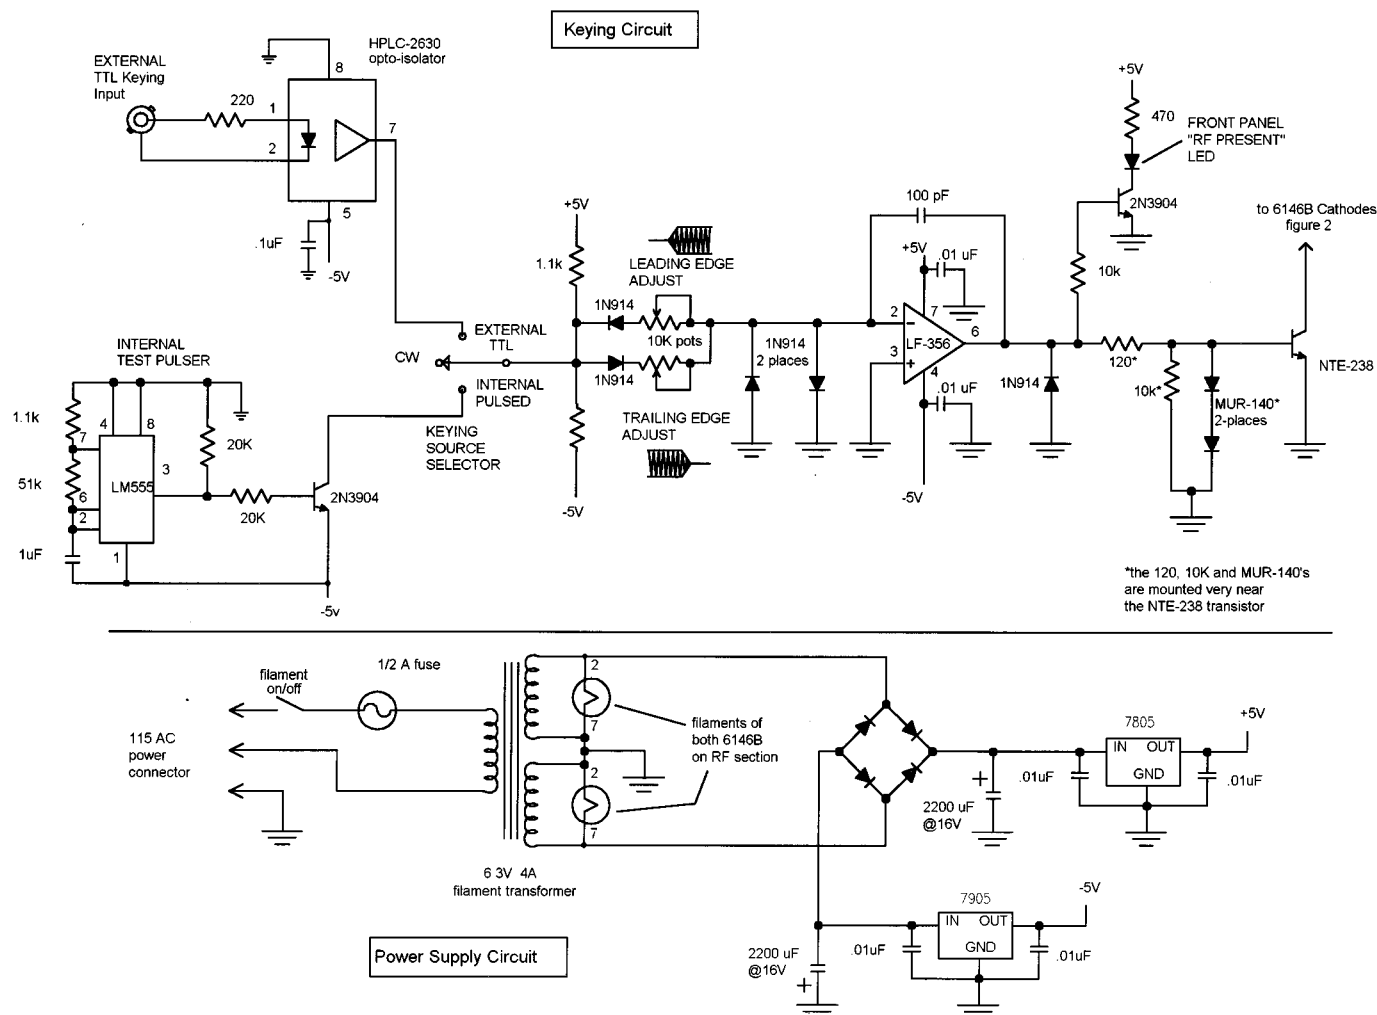 Keying Circuit
EXTERNAL
TTL Keying
Input
220
1
2
HPLC-2630
opto-isolator
8
7
5
.1uF
-5V
INTERNAL
TEST PULSER
1.1k
7
51k
6
2
1uF
4
8
3
LM555
1
20K
20K
2N3904
-5v
CW
EXTERNAL
TTL
INTERNAL
PULSED
KEYING
SOURCE
SELECTOR
+5V
1.1k
-5V
LEADING EDGE
ADJUST
1N914
10K pots
1N914
TRAILING EDGE
ADJUST
1N914
2 places
100 pF
+5V
.01 uF
2
7
3
LF-356
6
4
.01 uF
-5V
1N914
10k
+5V
470
FRONT PANEL
"RF PRESENT"
LED
2N3904
120*
10k*
MUR-140*
2-places
to 6146B Cathodes
figure 2
NTE-238
*the 120, 10K and MUR-140's
are mounted very near
the NTE-238 transistor
filament
on/off
1/2 A fuse
115 AC
power
connector
2
7
2
7
filaments of
both 6146B
on RF section
6 3V 4A
filament transformer
2200 uF
@16V
+
.01uF
7805
IN OUT
GND
.01uF
+5V
2200 uF
@16V
+
.01uF
7905
IN OUT
GND
.01uF
-5V
Power Supply Circuit